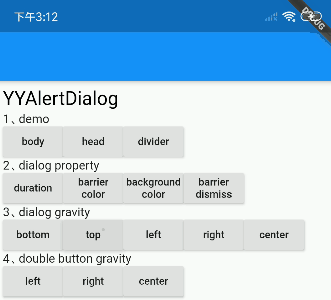 下午3:12
DEBUG
YYAlertDialog
1、demo
body head divider
2、dialog property
duration barrier color background color barrier dismiss
3、dialog gravity
bottom top left right center
4、double button gravity
left right center